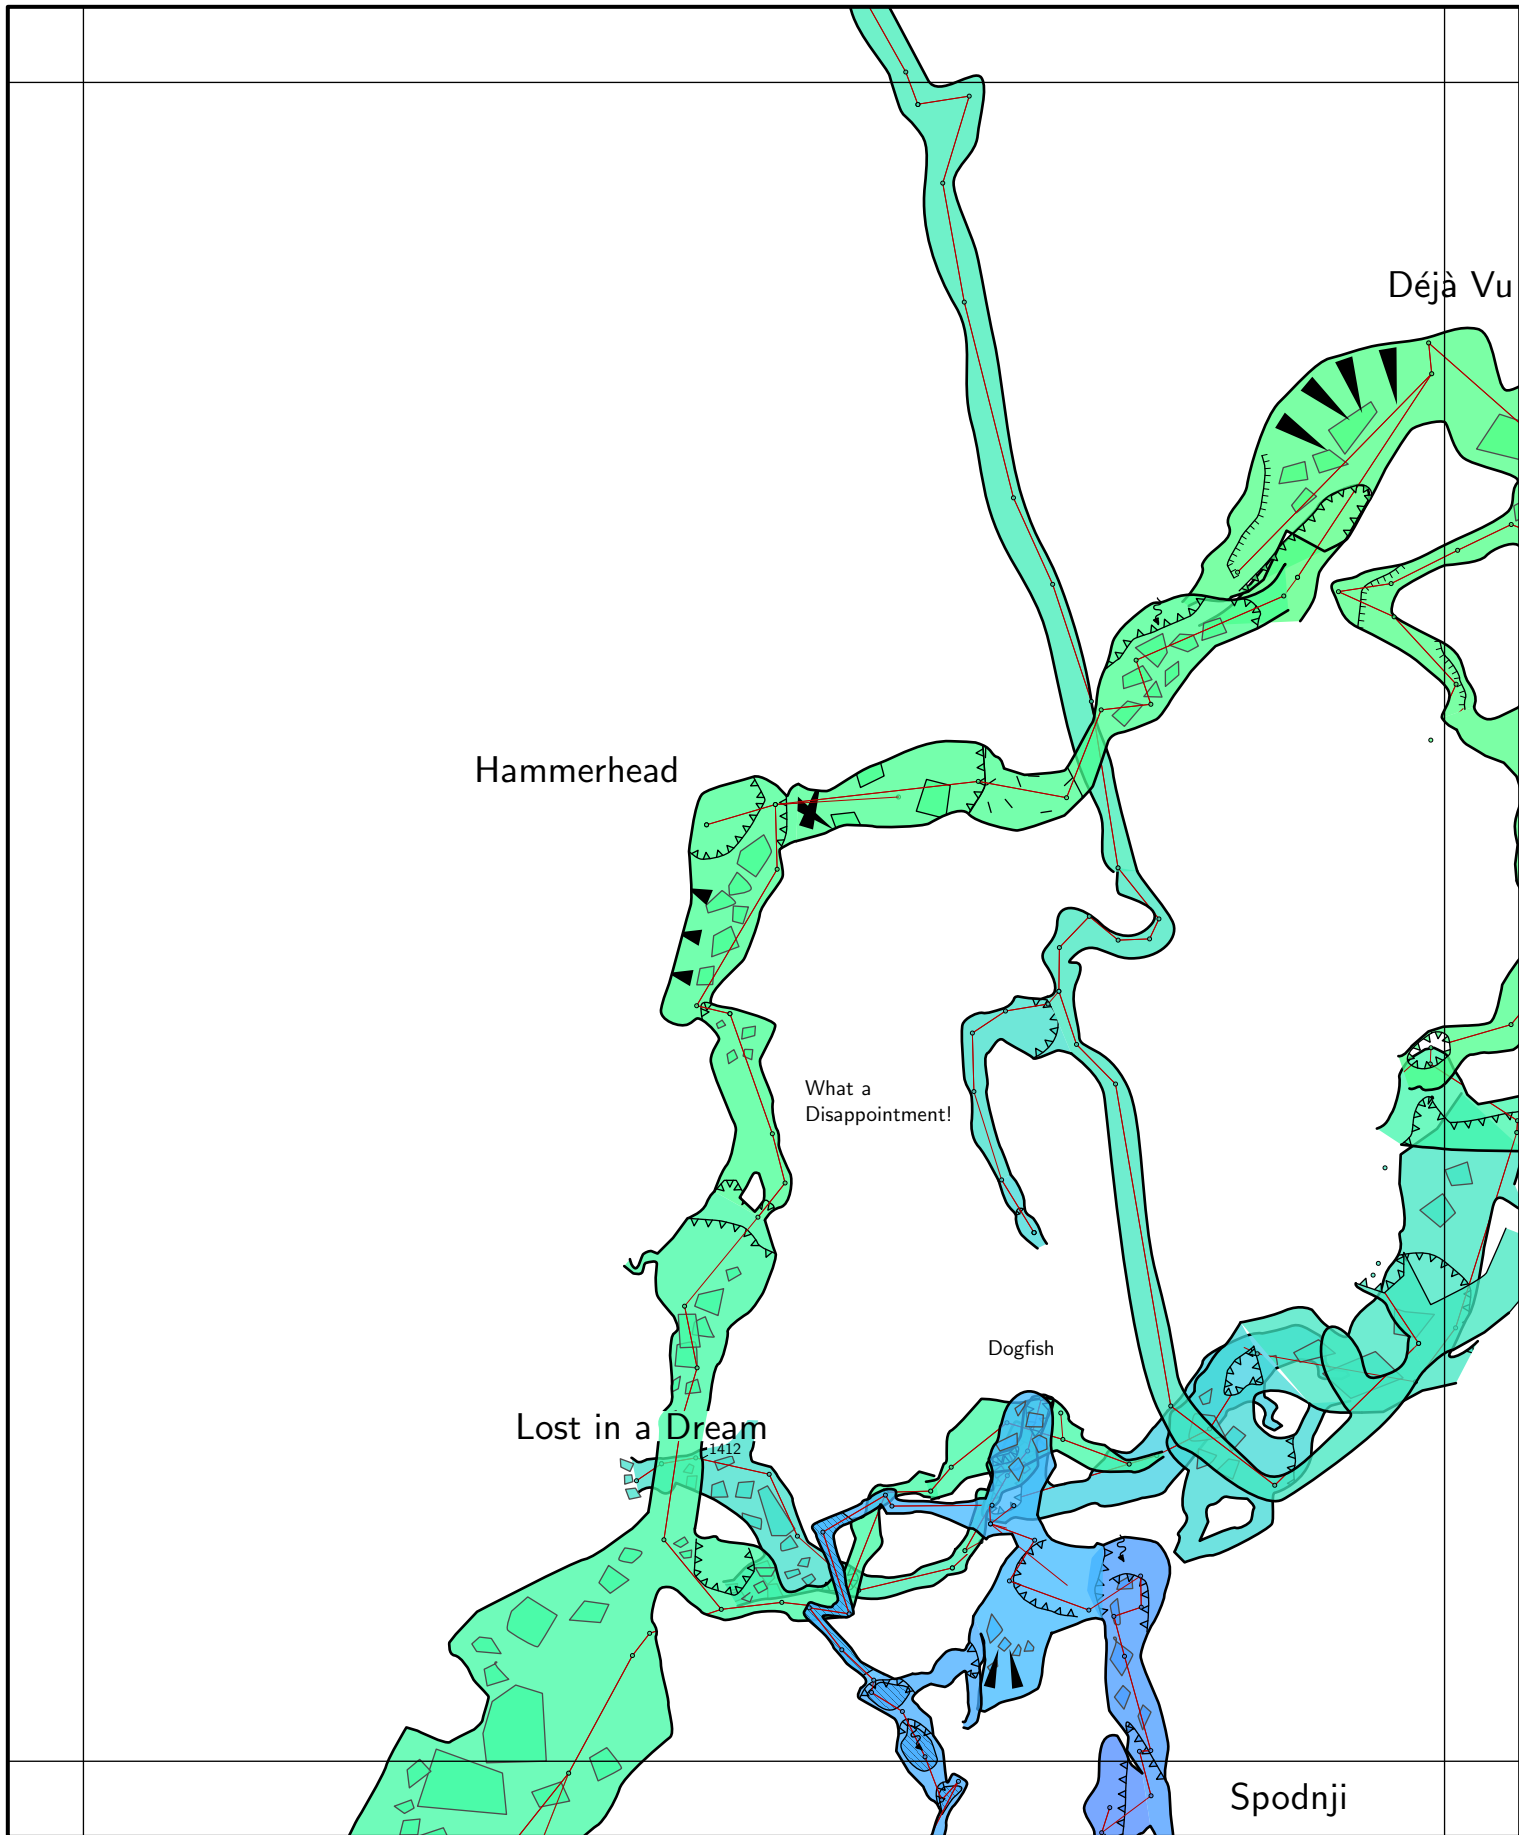 Déjà Vu
Hammerhead
What a
Disappointment!
Dogfish
Lost in a Dream
1412
Spodnji